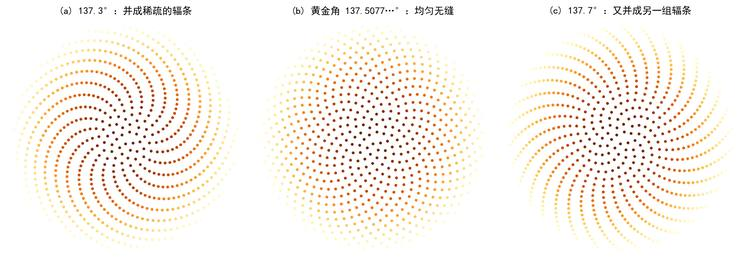 (a) 137.3°：并成稀疏的辐条
(b) 黄金角 137.5077…°：均匀无缝
(c) 137.7°：又并成另一组辐条